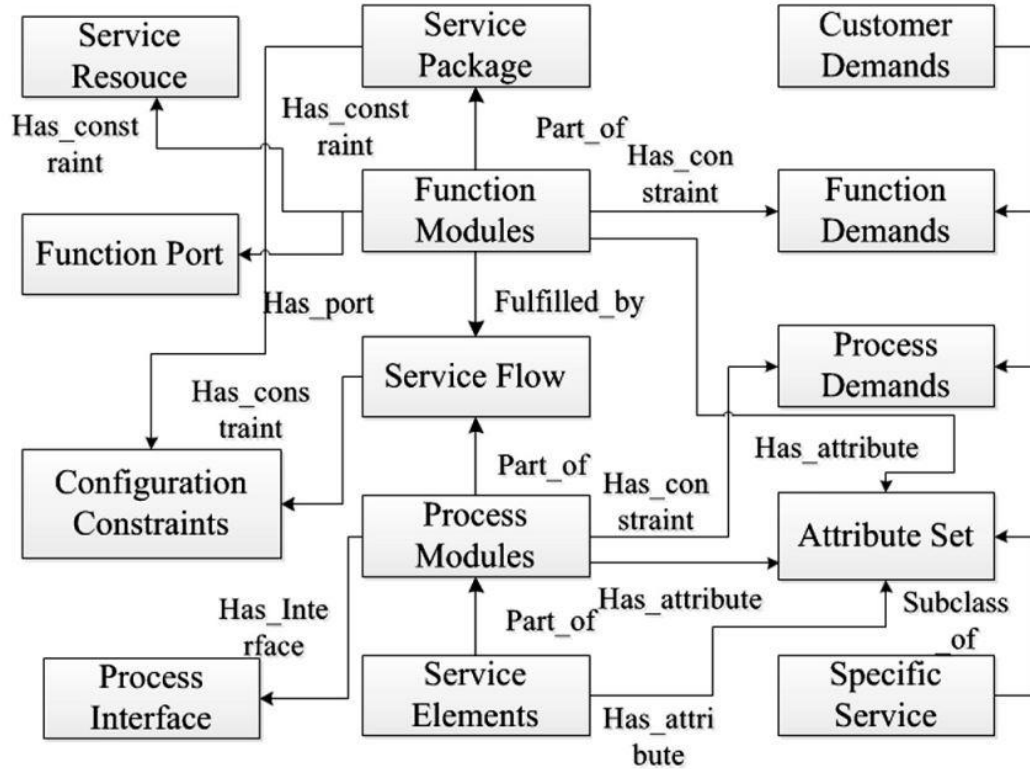 Service
Resouce
Service
Package
Customer
Demands
Has_const
raint
Has_const
raint
Part_of
Has_con
straint
Function
Modules
Function
Demands
Function Port
Has_port
Fulfilled_by
Service Flow
Process
Demands
Has_cons
traint
Has_attribute
Configuration
Constraints
Part_of
Has_con
straint
Process
Modules
Attribute Set
Has_Inte
rface
Part_of
Has_attribute
Subclass
_of
Process
Interface
Service
Elements
Has_attri
bute
Specific
Service